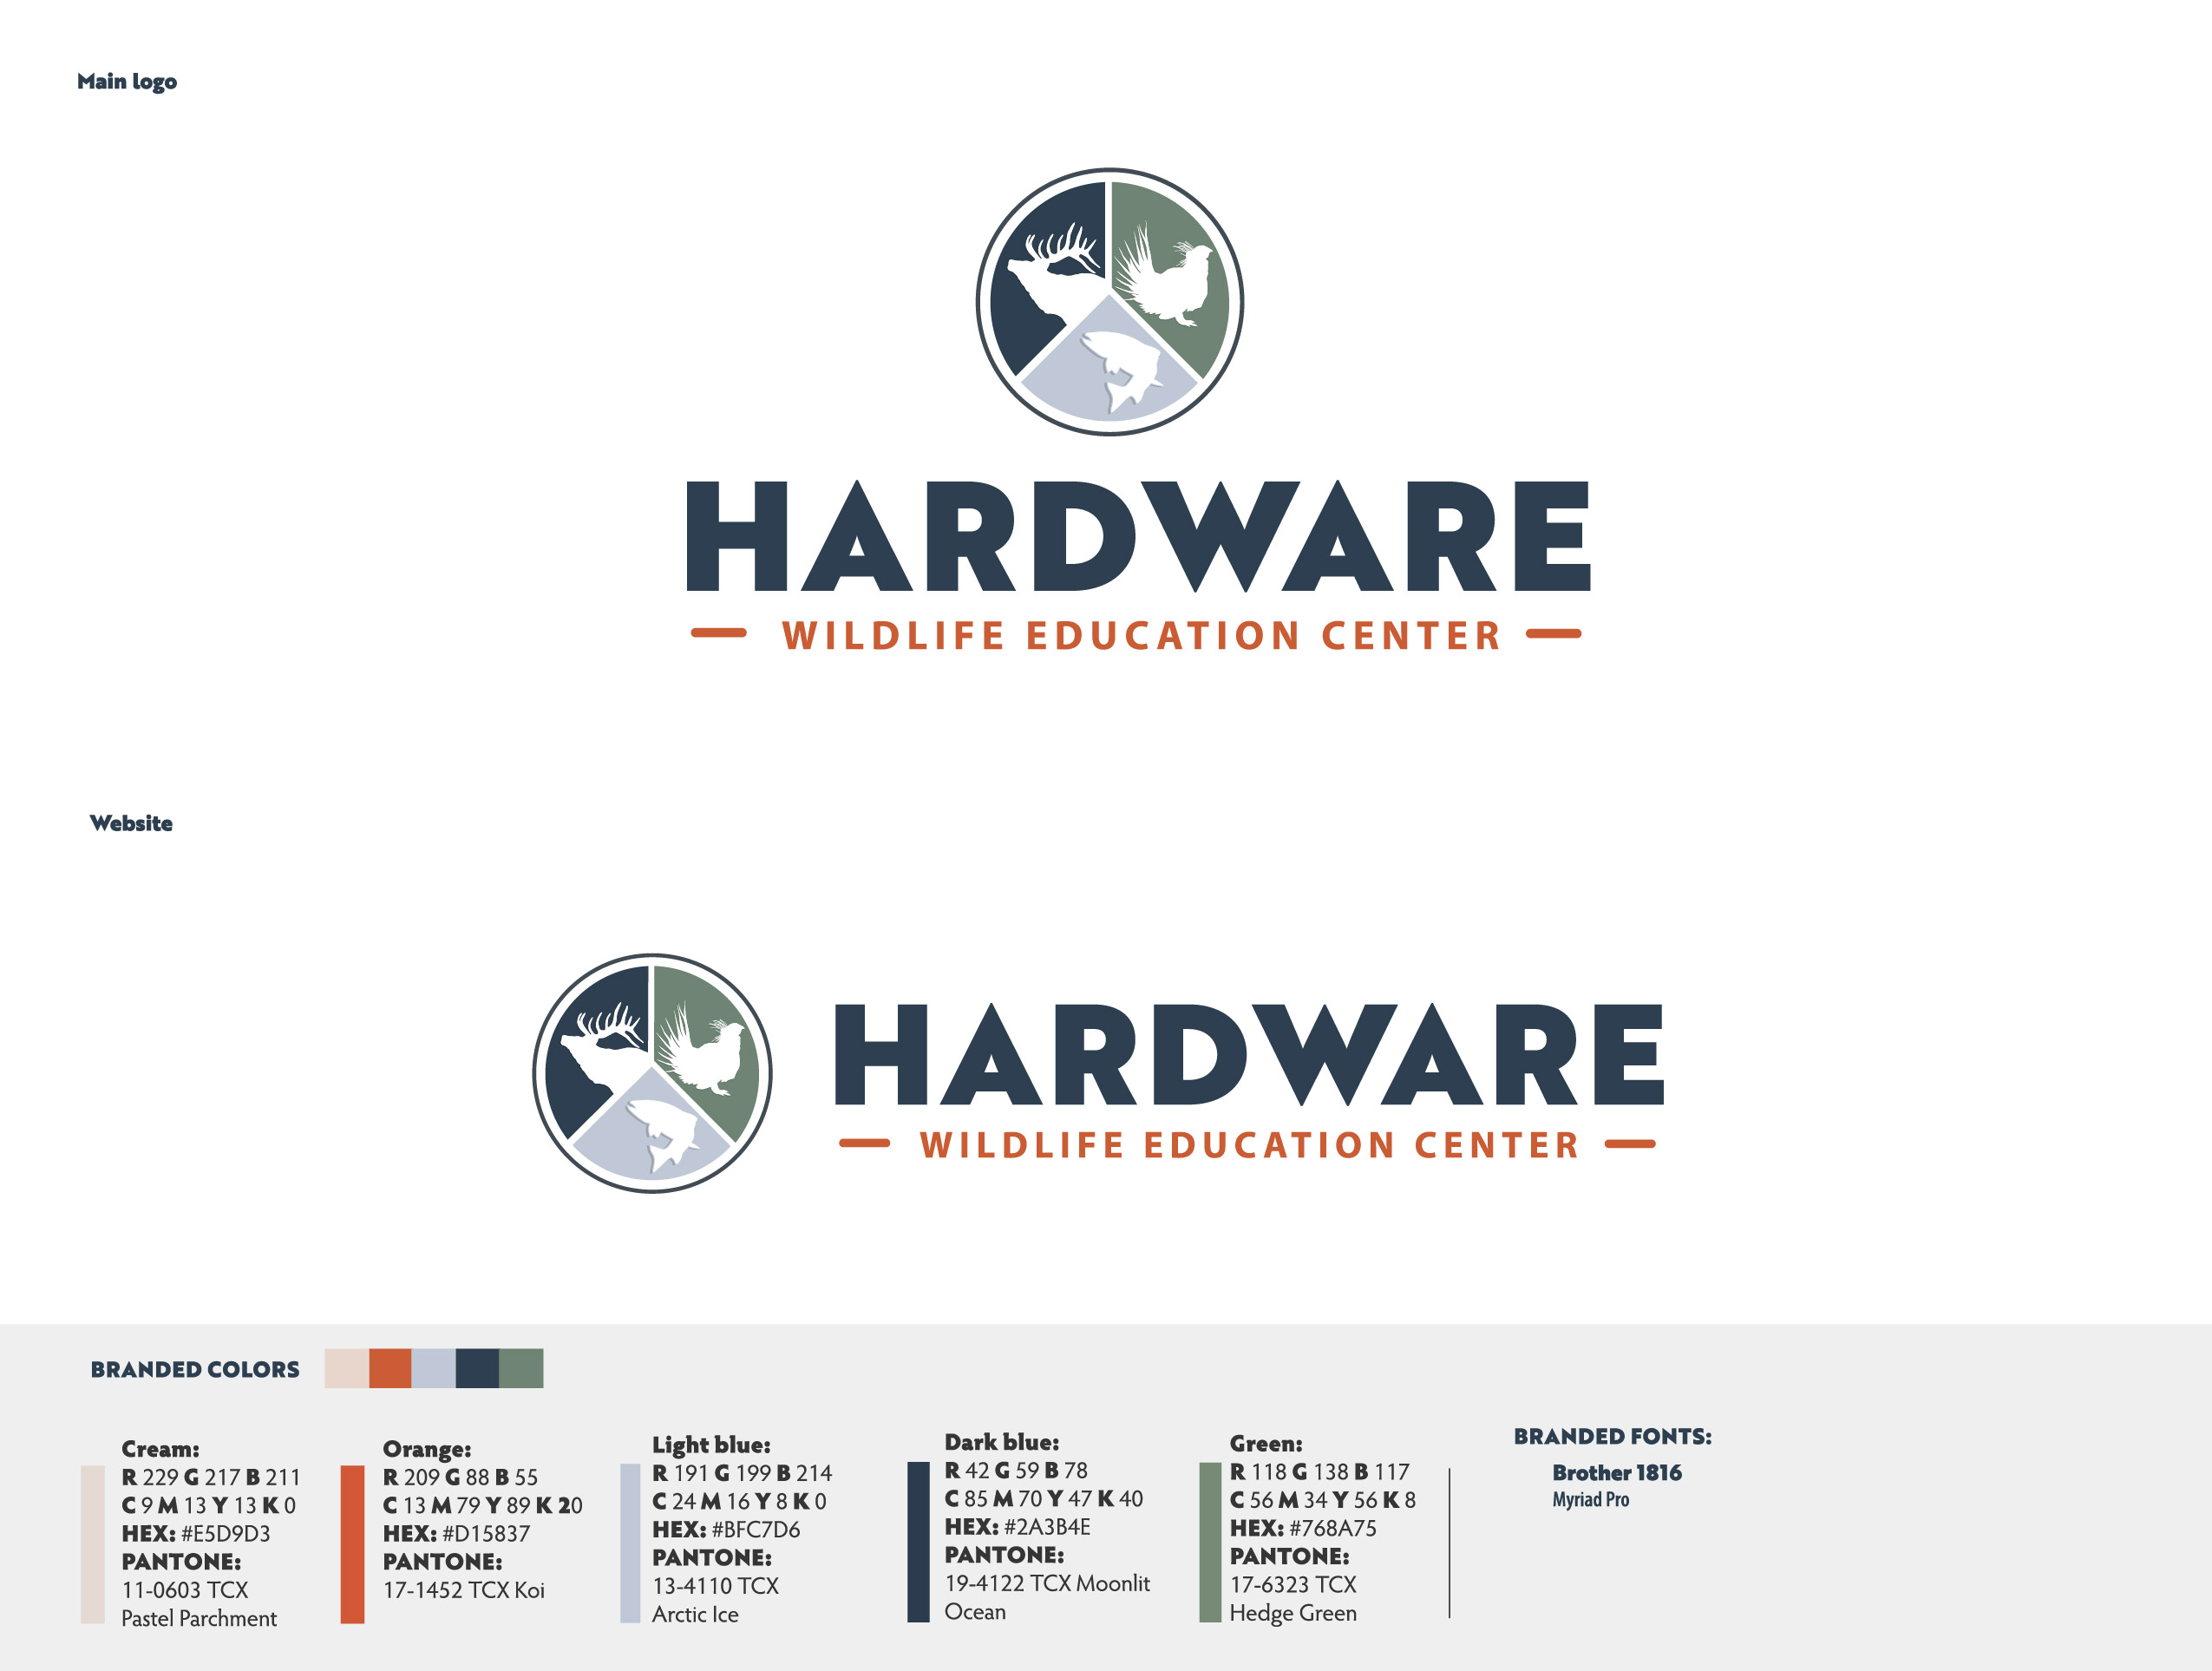 Main logo
HARDWARE
WILDLIFE EDUCATION CENTER
Website
HARDWARE
WILDLIFE EDUCATION CENTER
BRANDED COLORS
Cream:
R 229 G 217 B 211
C 9 M 13 Y 13 K 0
HEX: #E5D9D3
PANTONE:
11-0603 TCX
Pastel Parchment
Orange:
R 209 G 88 B 55
C 13 M 79 Y 89 K 20
HEX: #D15837
PANTONE:
17-1452 TCX Koi
Light blue:
R 191 G 199 B 214
C 24 M 16 Y 8 K 0
HEX: #BFC7D6
PANTONE:
13-4110 TCX
Arctic Ice
Dark blue:
R 42 G 59 B 78
C 85 M 70 Y 47 K 40
HEX: #2A3B4E
PANTONE:
19-4122 TCX Moonlit
Ocean
Green:
R 118 G 138 B 117
C 56 M 34 Y 56 K 8
HEX: #768A75
PANTONE:
17-6323 TCX
Hedge Green
BRANDED FONTS:
Brother 1816
Myriad Pro